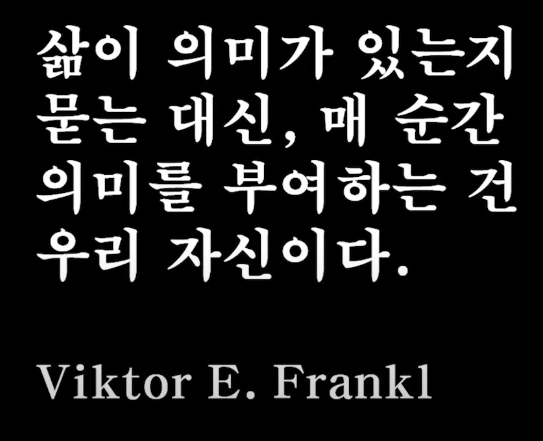 삶이 의미가 있는지
묻는 대신, 매 순간
의미를 부여하는 건
우리 자신이다.
Viktor E. Frankl